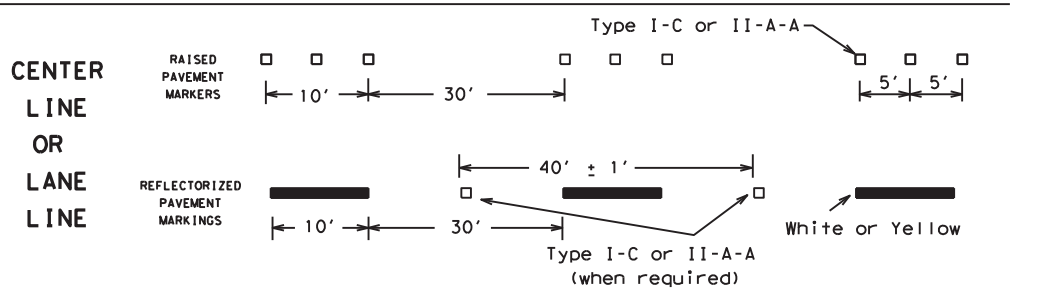 CENTER
LINE
OR
LANE
LINE
RAISED
PAVEMENT
MARKERS
Type I-C or II-A-A
10'
30'
5'
5'
REFLECTORIZED
PAVEMENT
MARKINGS
40' ± 1'
10'
30'
Type I-C or II-A-A
(when required)
White or Yellow